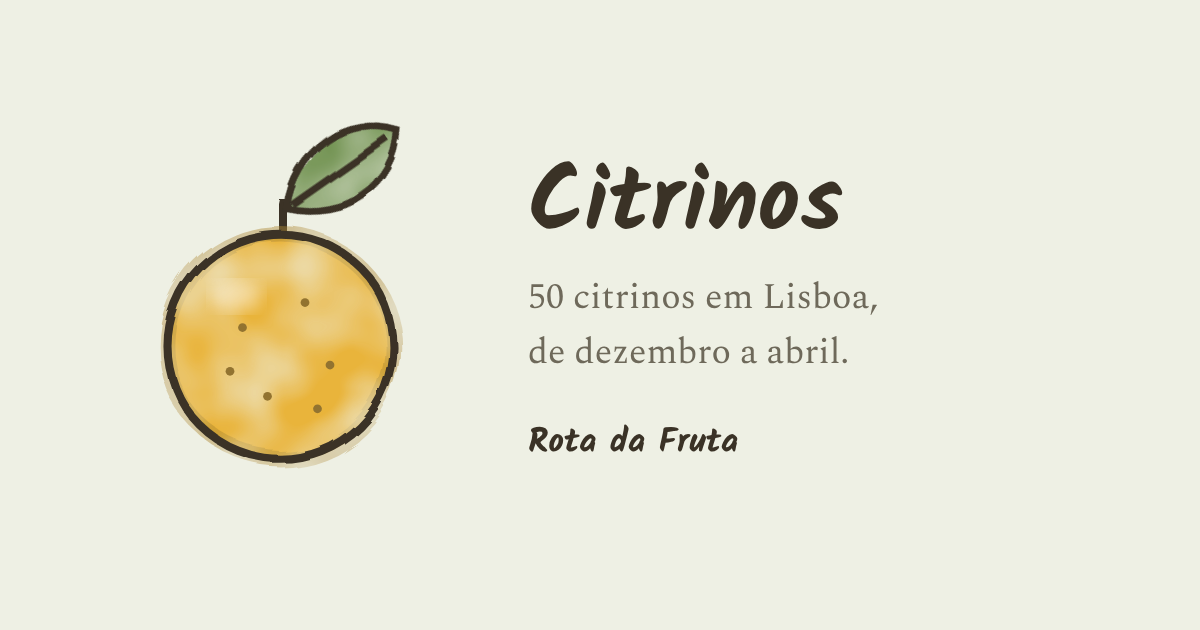 Citrinos
50 citrinos em Lisboa,
de dezembro a abril.
Rota da Fruta